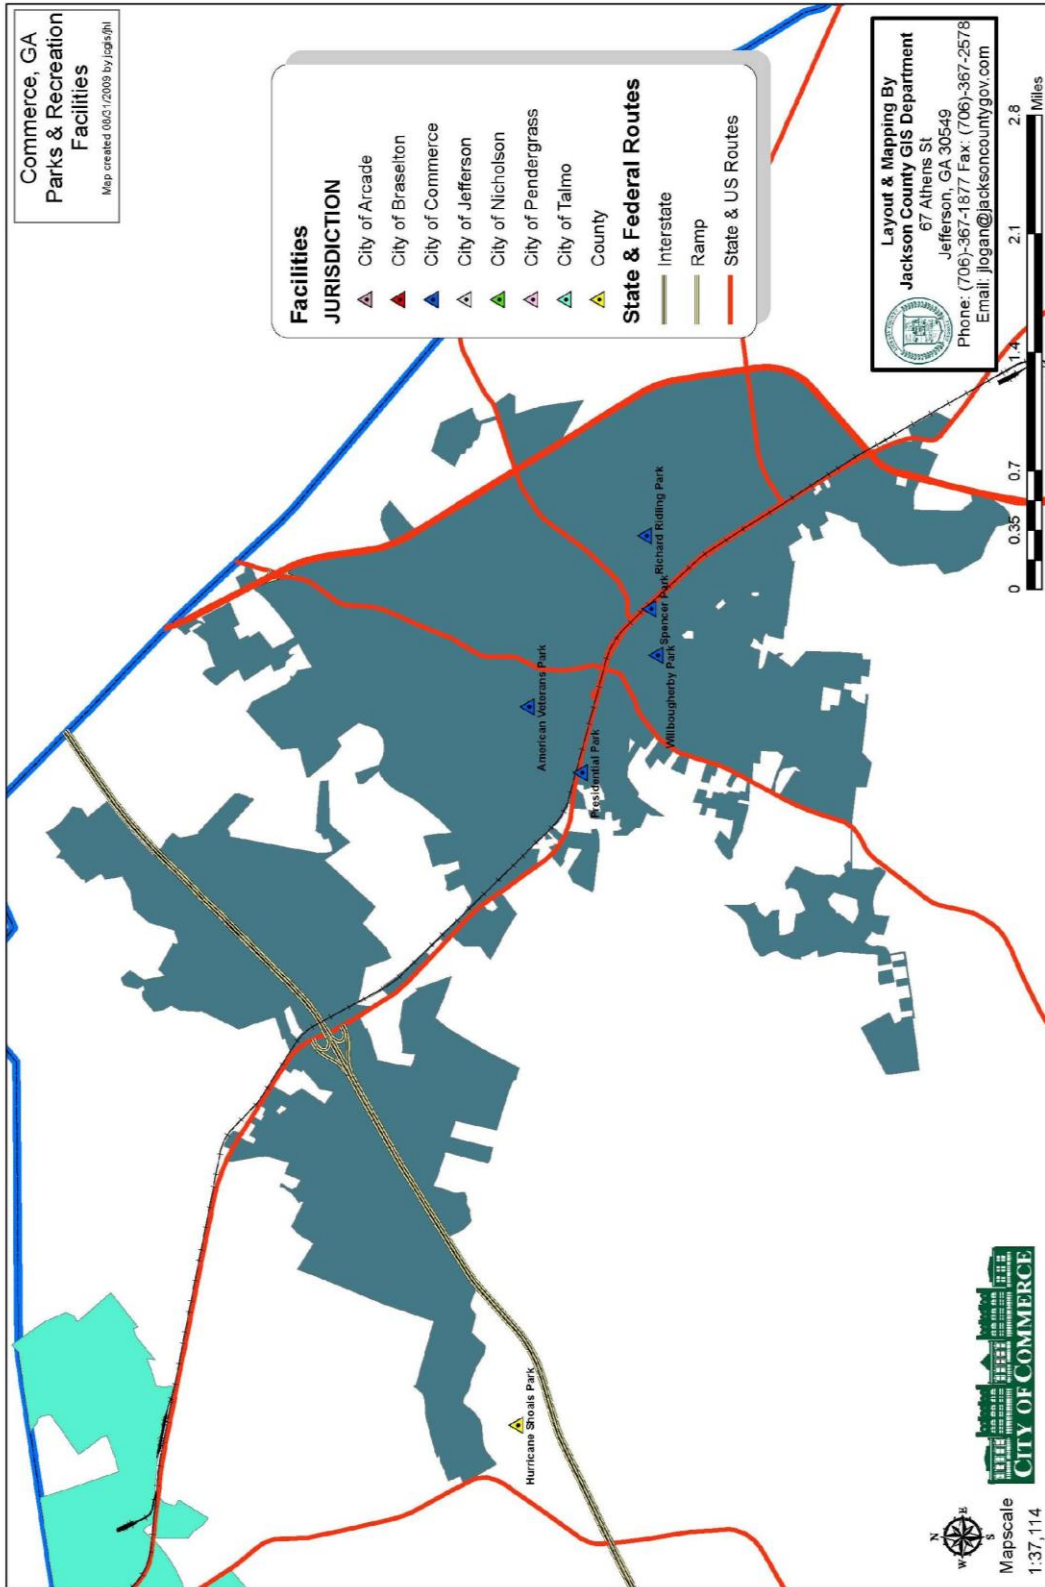 Commerce, GA
Parks & Recreation
Facilities
Map created 08/31/2009 by jcgis/jhl
Facilities
JURISDICTION
City of Arcade
City of Braselton
City of Commerce
City of Jefferson
City of Nicholson
City of Pendergrass
City of Talmo
County
State & Federal Routes
Interstate
Ramp
State & US Routes
American Veterans Park
Presidential Park
Willbougherby Park
Spencer Park
Richard Ridling Park
Hurricane Shoals Park
Layout & Mapping By
Jackson County GIS Department
67 Athens St
Jefferson, GA 30549
Phone: (706)-367-1877 Fax: (706)-367-2578
Email: jlogan@jacksoncountygov.com
N
W E
S
Mapscale
1:37,114
CITY OF COMMERCE
0 0.35 0.7 1.4 2.1 2.8
Miles